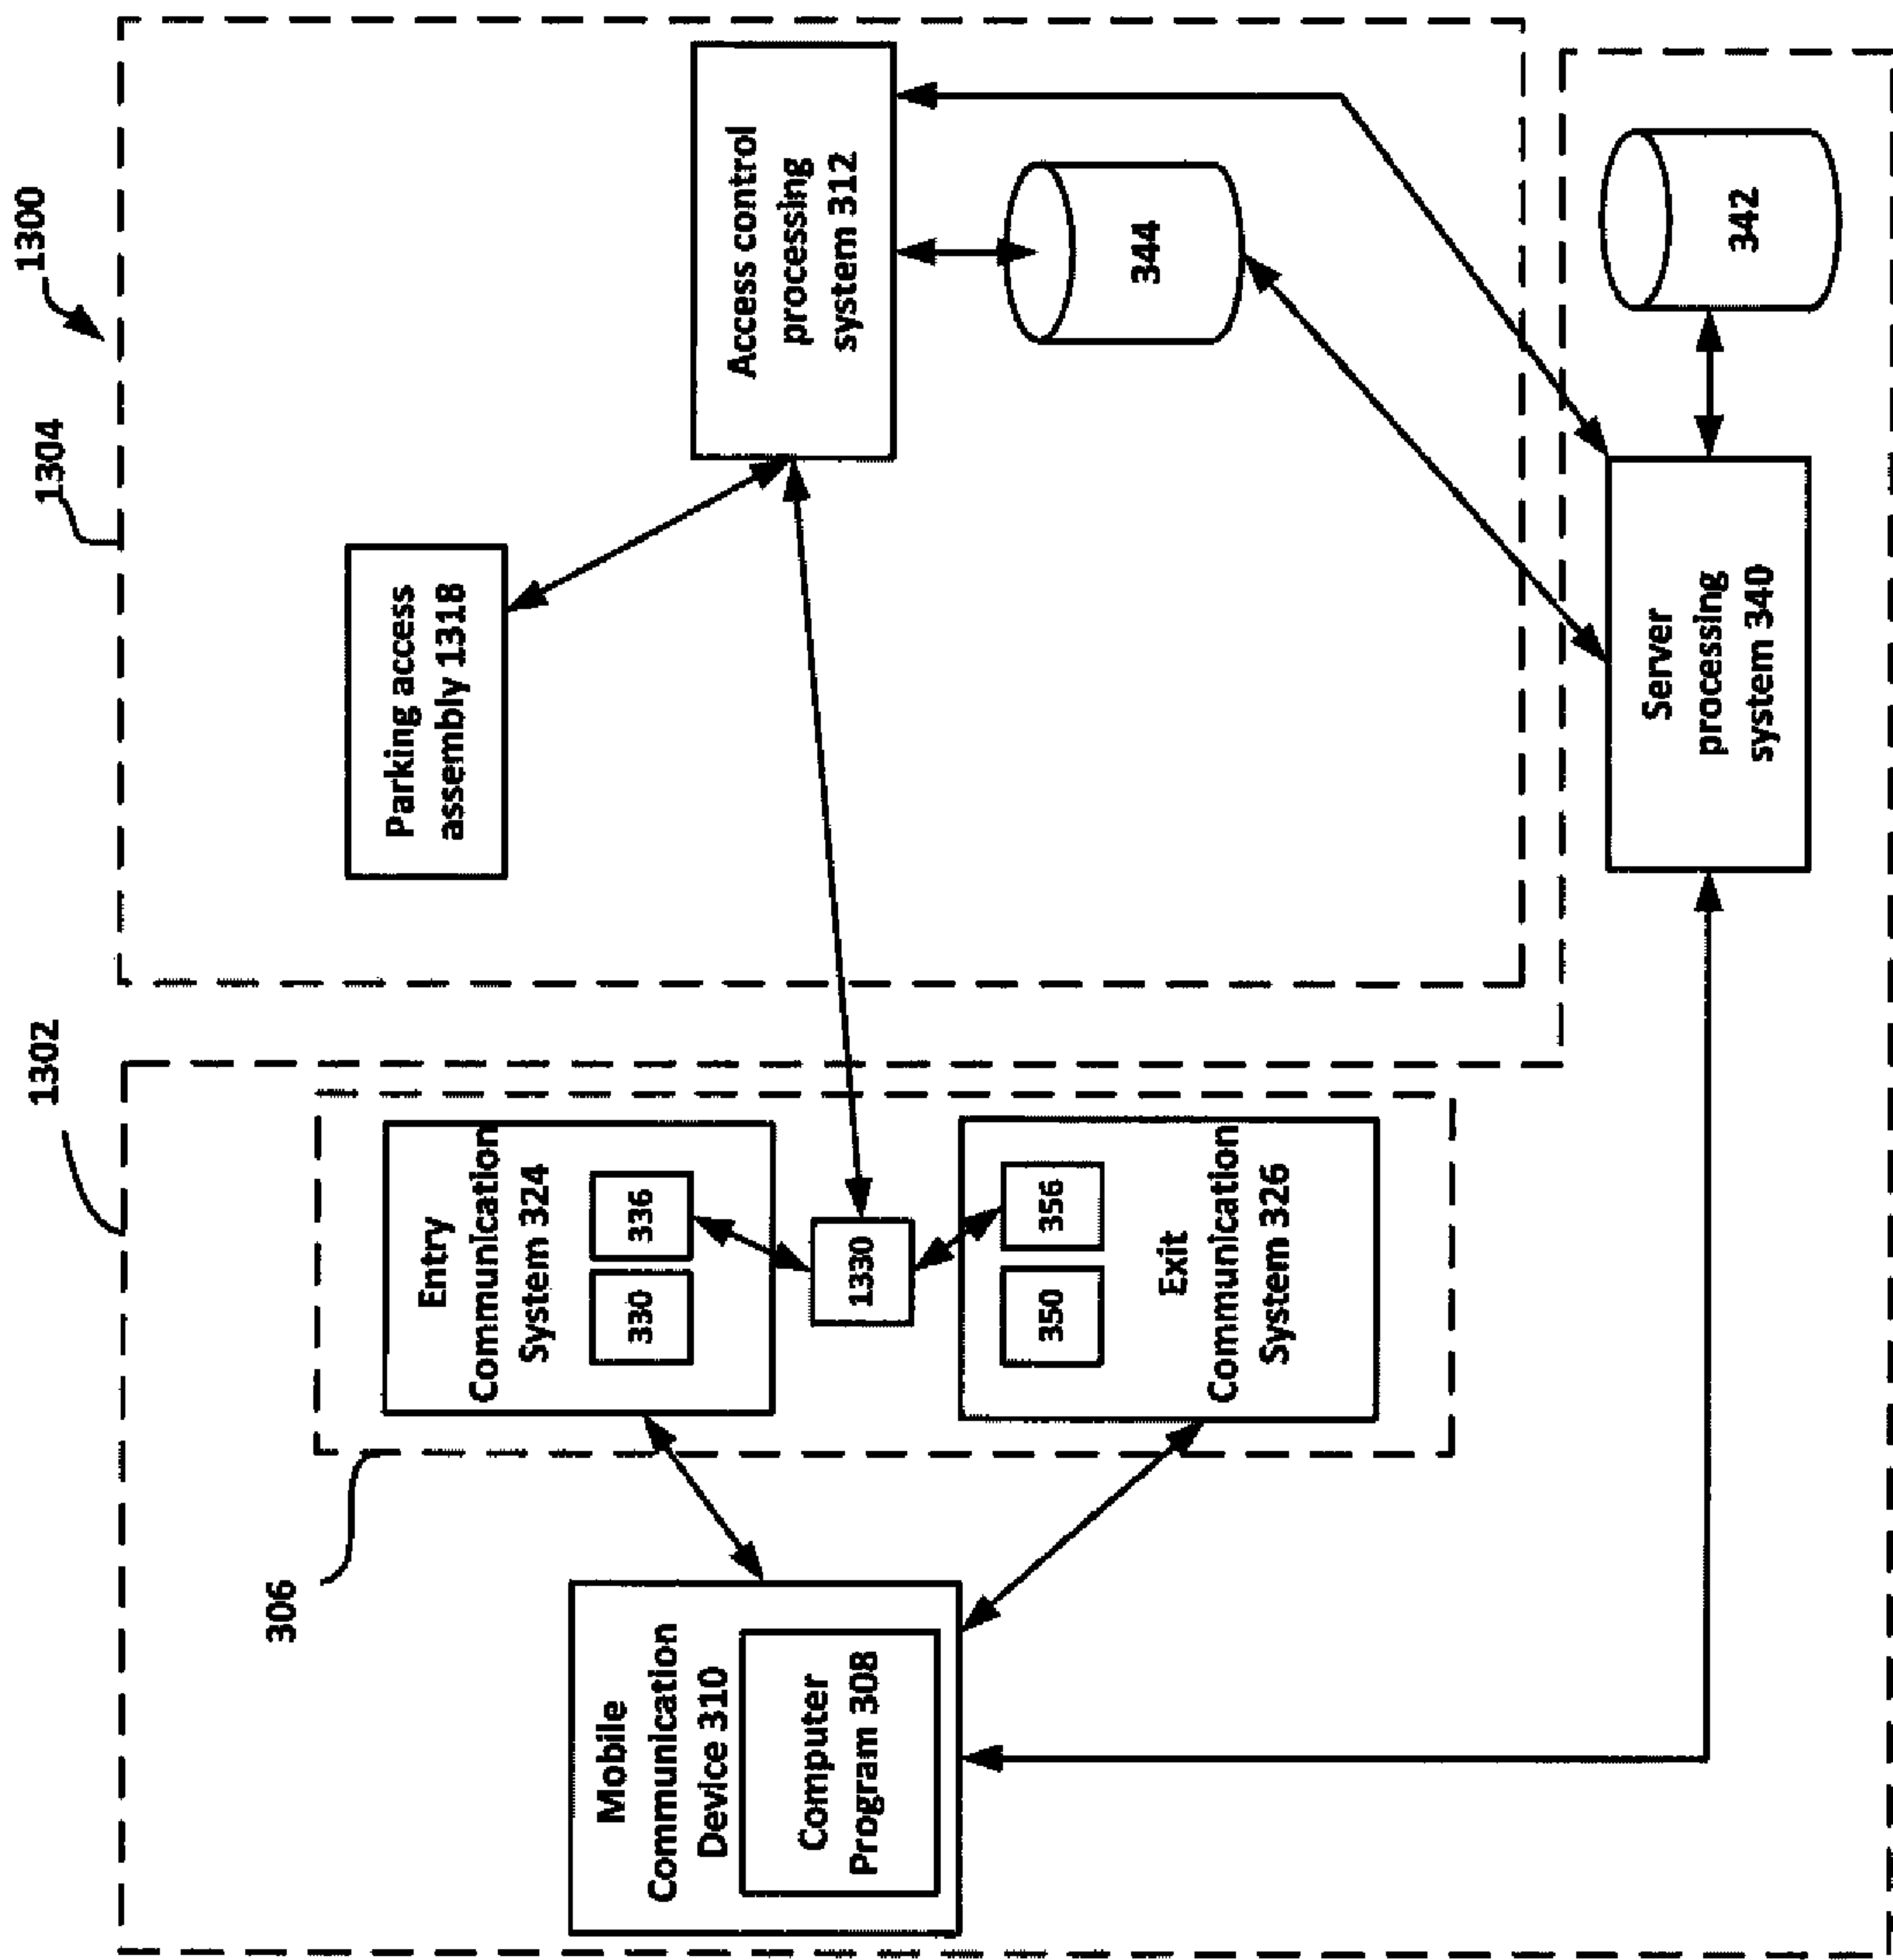 1300
1304
1302
306
Parking access
assembly 1318
Access control
processing
system 312
344
342
Server
processing
system 340
Entry
Communication
System 324
330
336
1330
350
356
Exit
Communication
System 326
Mobile
Communication
Device 310
Computer
Program 308